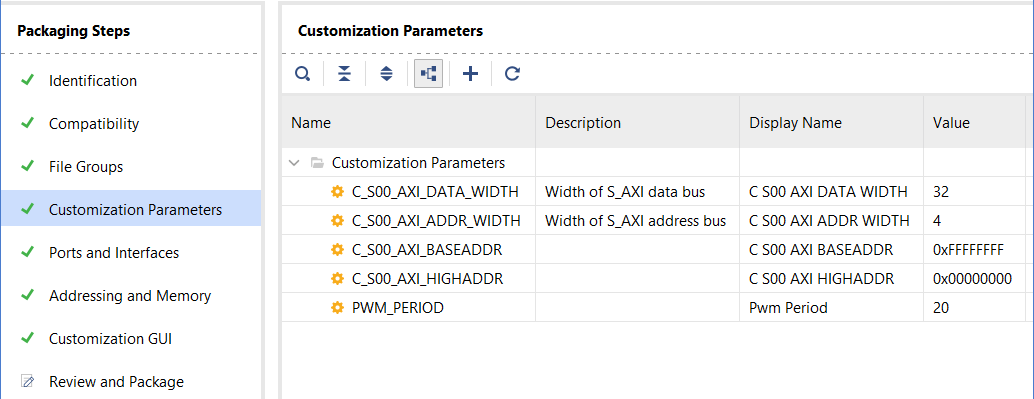 Packaging Steps
Identification
Compatibility
File Groups
Customization Parameters
Ports and Interfaces
Addressing and Memory
Customization GUI
Review and Package
Customization Parameters
Name Description Display Name Value
Customization Parameters
C_S00_AXI_DATA_WIDTH Width of S_AXI data bus C S00 AXI DATA WIDTH 32
C_S00_AXI_ADDR_WIDTH Width of S_AXI address bus C S00 AXI ADDR WIDTH 4
C_S00_AXI_BASEADDR C S00 AXI BASEADDR 0xFFFFFFFF
C_S00_AXI_HIGHADDR C S00 AXI HIGHADDR 0x00000000
PWM_PERIOD Pwm Period 20